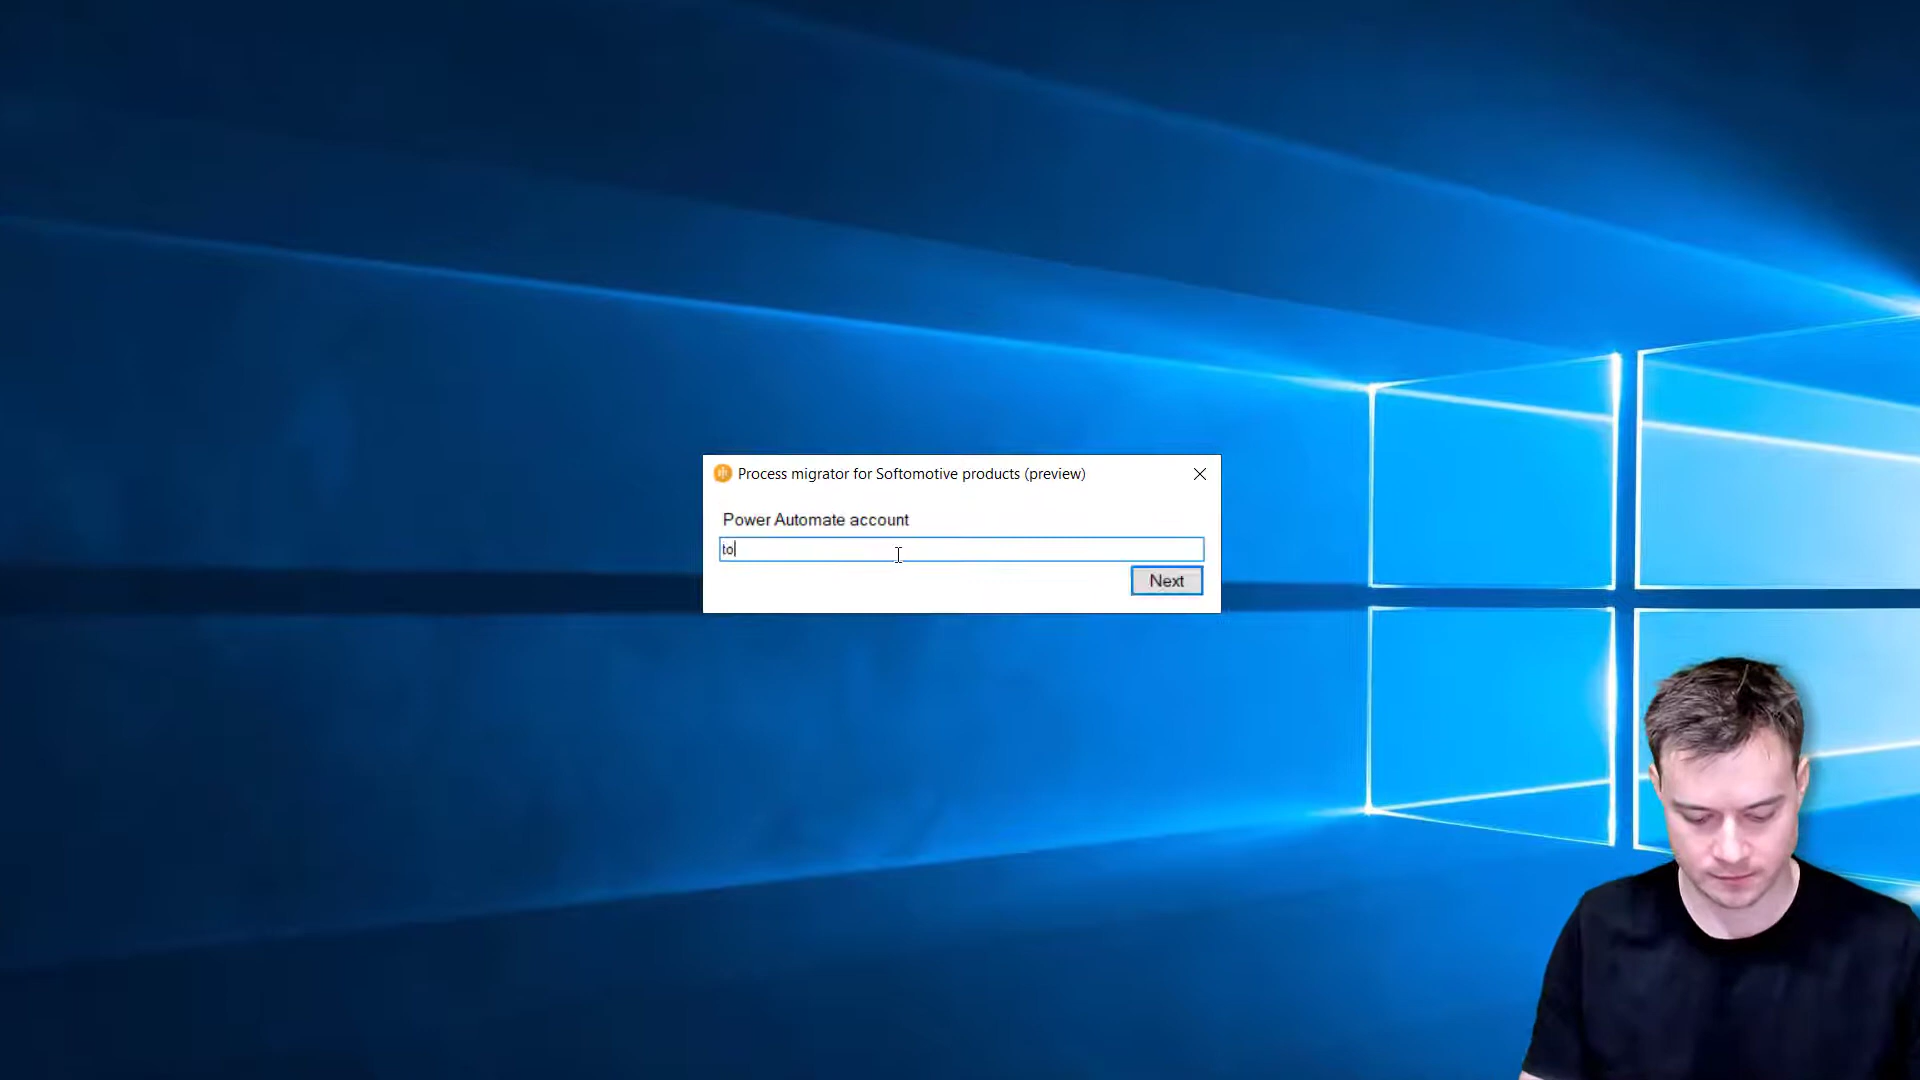 Process migrator for Softomotive products (preview)
Power Automate account
to
Next